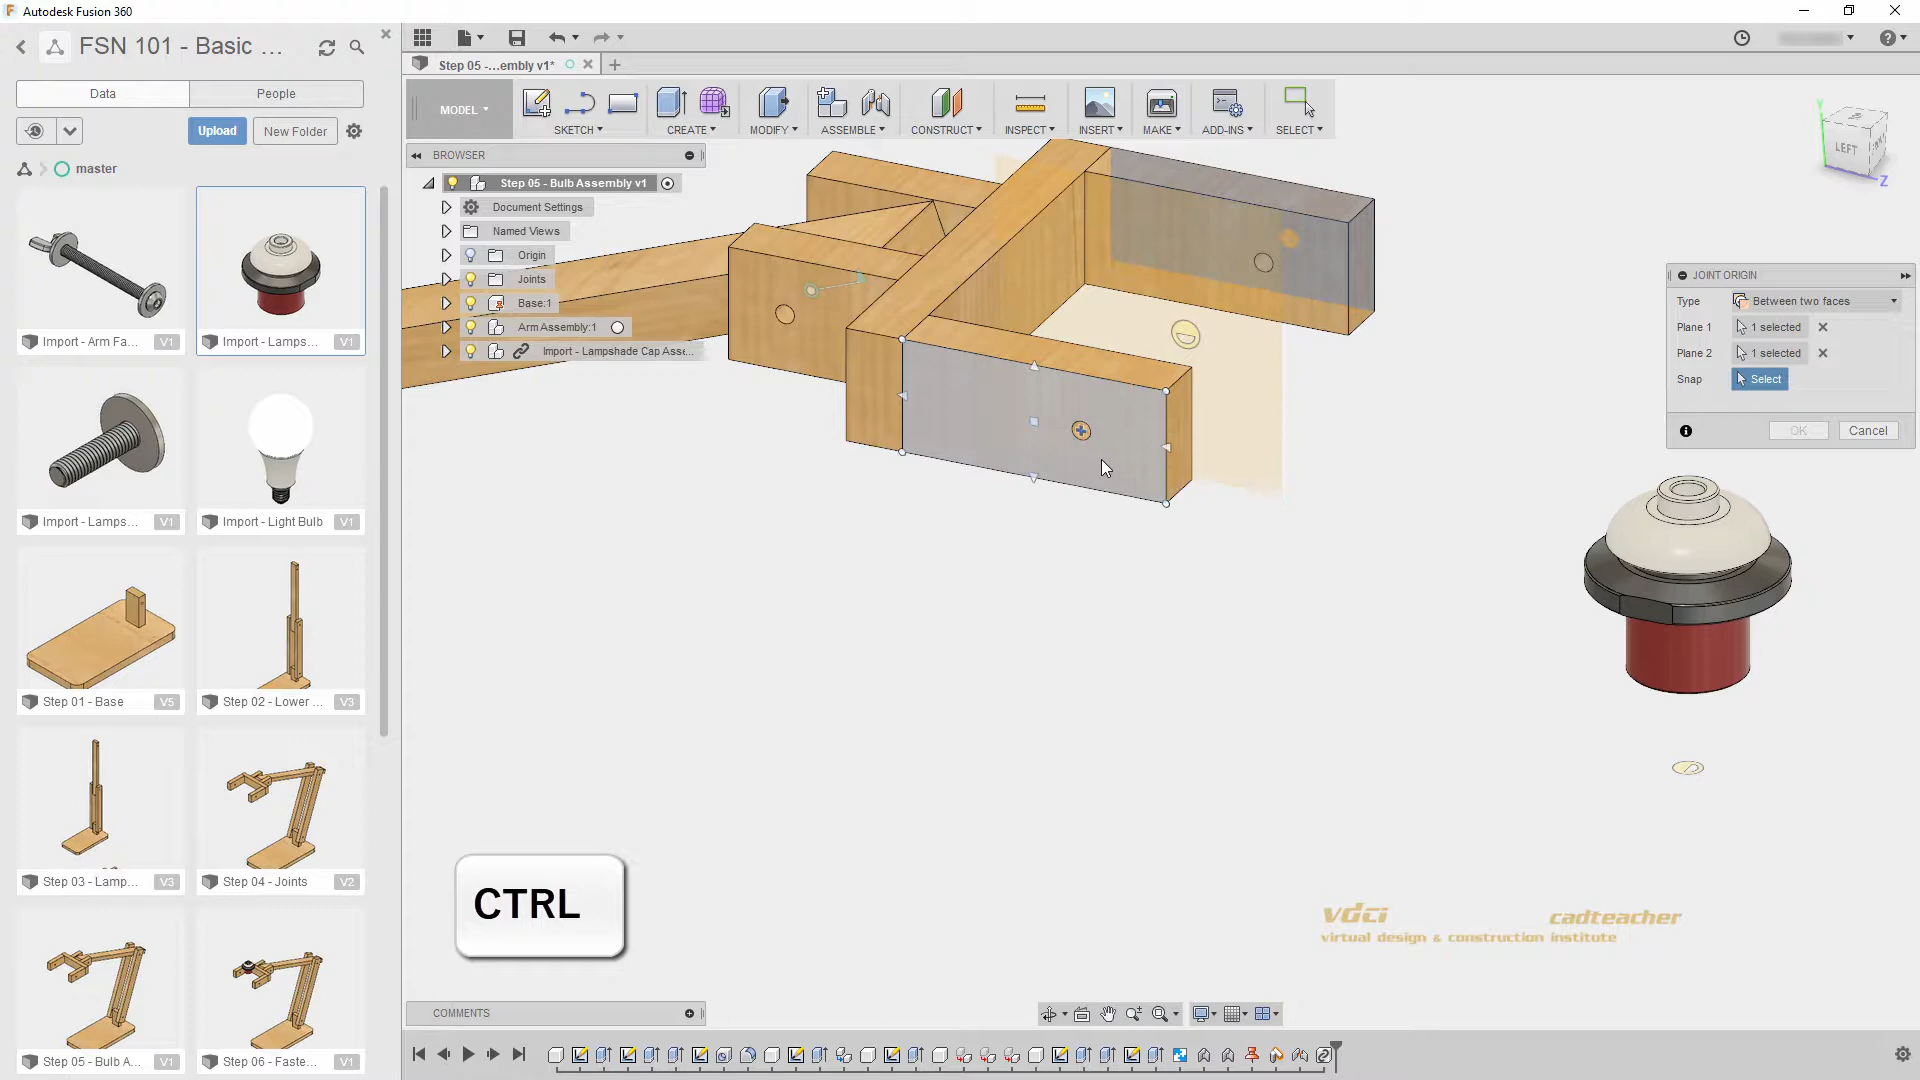 Autodesk Fusion 360
FSN 101 - Basic ...
Data
People
Upload
New Folder
master
Import - Arm Fa...
V1
Import - Lamps...
V1
Import - Lamps...
V1
Import - Light Bulb
V1
Step 01 - Base
V5
Step 02 - Lower ...
V3
Step 03 - Lamp...
V3
Step 04 - Joints
V2
Step 05 - Bulb A...
V1
Step 06 - Faste...
V1
Step 05 -...embly v1*
MODEL
SKETCH
CREATE
MODIFY
ASSEMBLE
CONSTRUCT
INSPECT
INSERT
MAKE
ADD-INS
SELECT
BROWSER
Step 05 - Bulb Assembly v1
Document Settings
Named Views
Origin
Joints
Base:1
Arm Assembly:1
Import - Lampshade Cap Asse...
Y
LEFT
Z
JOINT ORIGIN
Type
Between two faces
Plane 1
1 selected
Plane 2
1 selected
Snap
Select
OK
Cancel
CTRL
vdci
cadteacher
virtual design & construction institute
COMMENTS